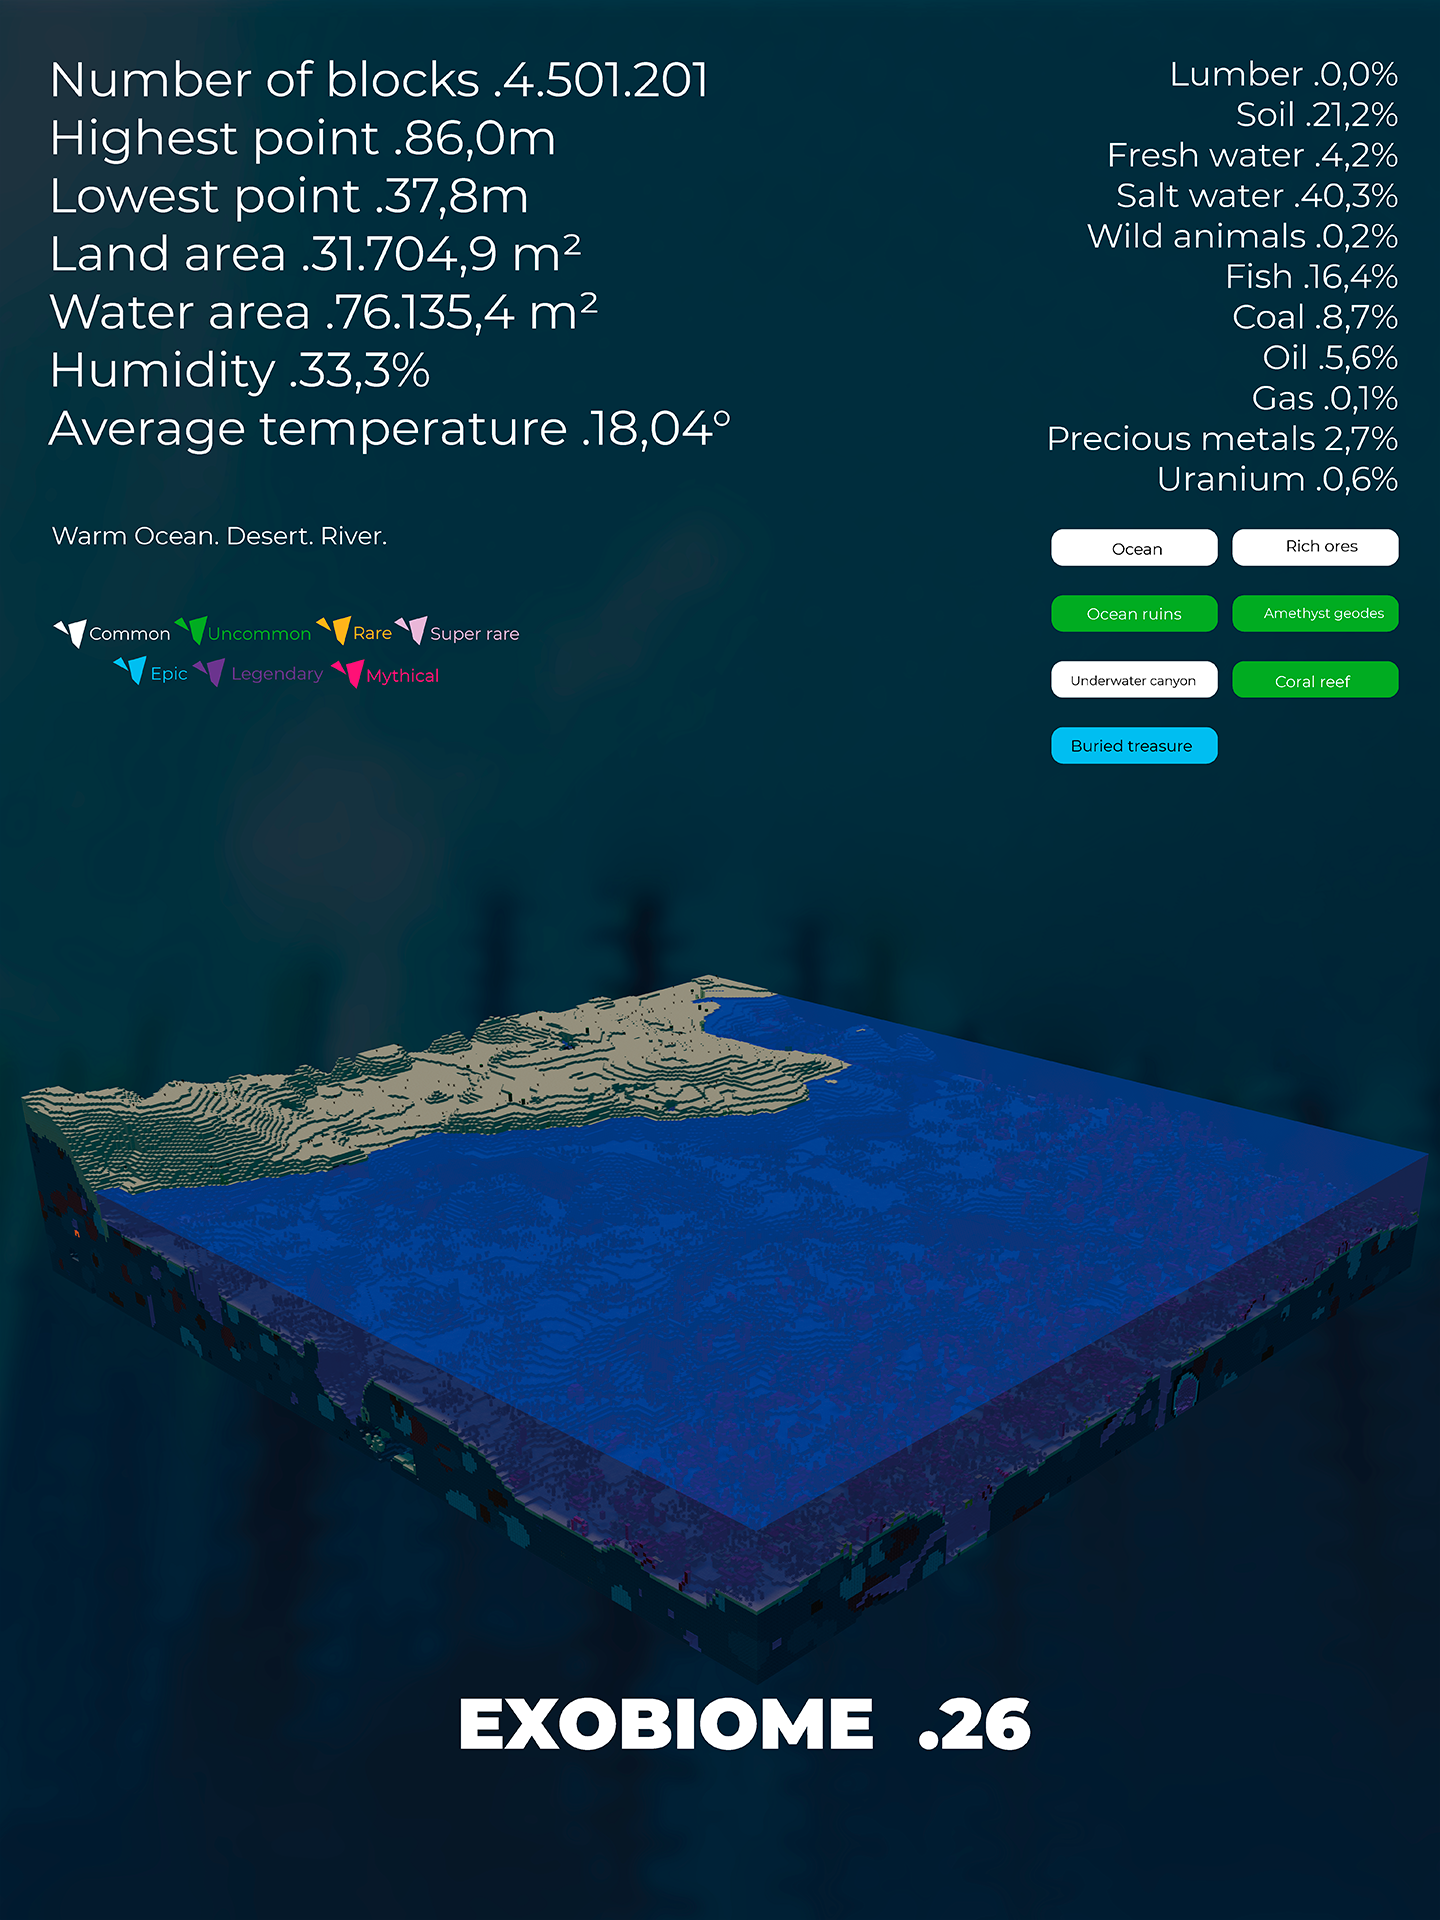 Number of blocks .4.501.201
Highest point .86,0m
Lowest point .37,8m
Land area .31.704,9 m²
Water area .76.135,4 m²
Humidity .33,3%
Average temperature .18,04°
Warm Ocean. Desert. River.
Common Uncommon Rare Super rare
Epic Legendary Mythical
Lumber .0,0%
Soil .21,2%
Fresh water .4,2%
Salt water .40,3%
Wild animals .0,2%
Fish .16,4%
Coal .8,7%
Oil .5,6%
Gas .0,1%
Precious metals 2,7%
Uranium .0,6%
Ocean Rich ores
Ocean ruins Amethyst geodes
Underwater canyon Coral reef
Buried treasure
EXOBIOME .26